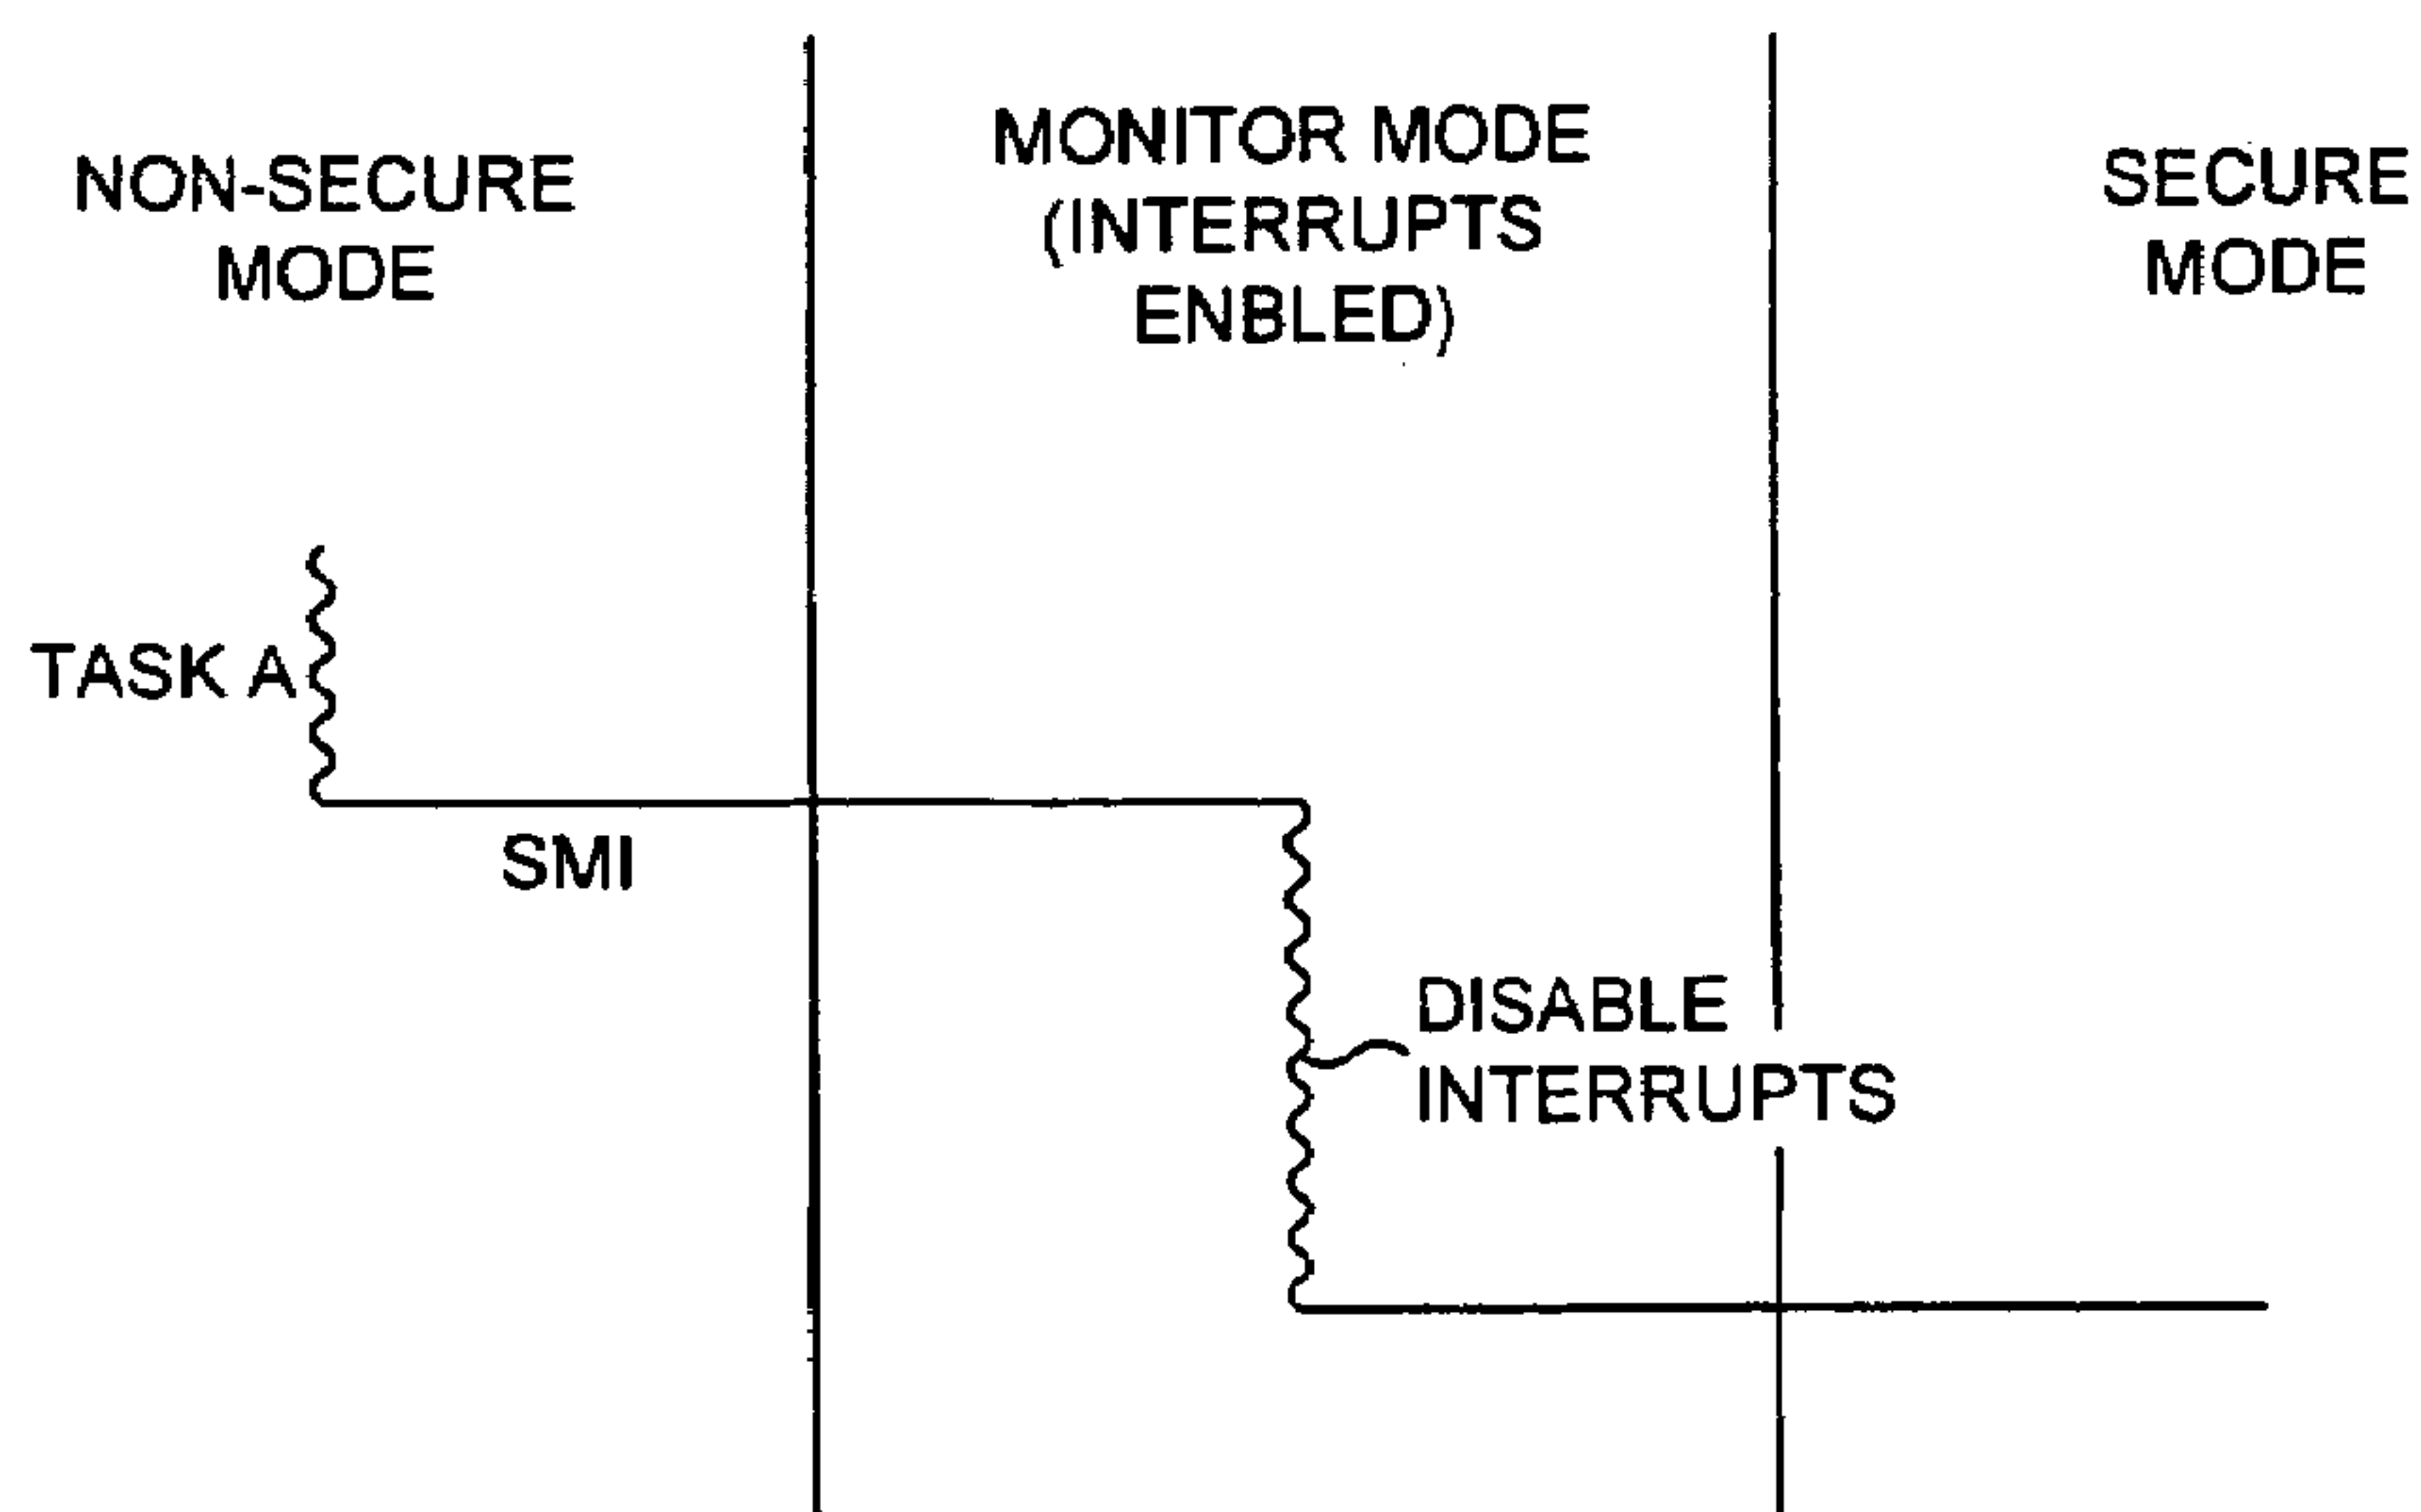 NON-SECURE
MODE
MONITOR MODE
(INTERRUPTS
ENBLED)
SECURE
MODE
TASK A
SMI
DISABLE
INTERRUPTS